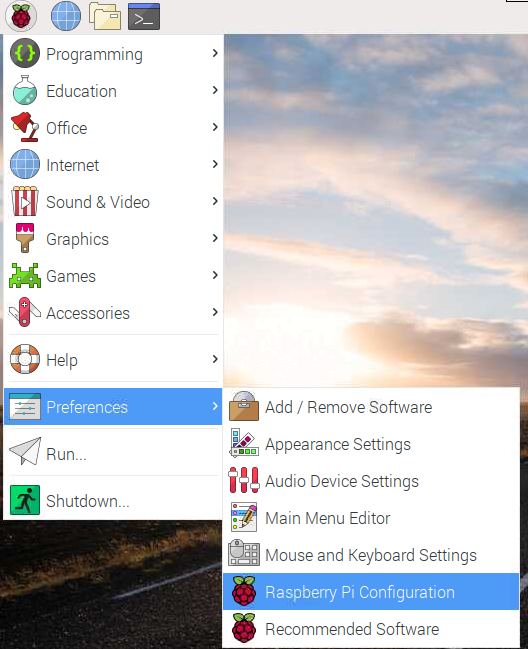 Programming
Education
Office
Internet
Sound & Video
Graphics
Games
Accessories
Help
Preferences
Run...
Shutdown...
Add / Remove Software
Appearance Settings
Audio Device Settings
Main Menu Editor
Mouse and Keyboard Settings
Raspberry Pi Configuration
Recommended Software